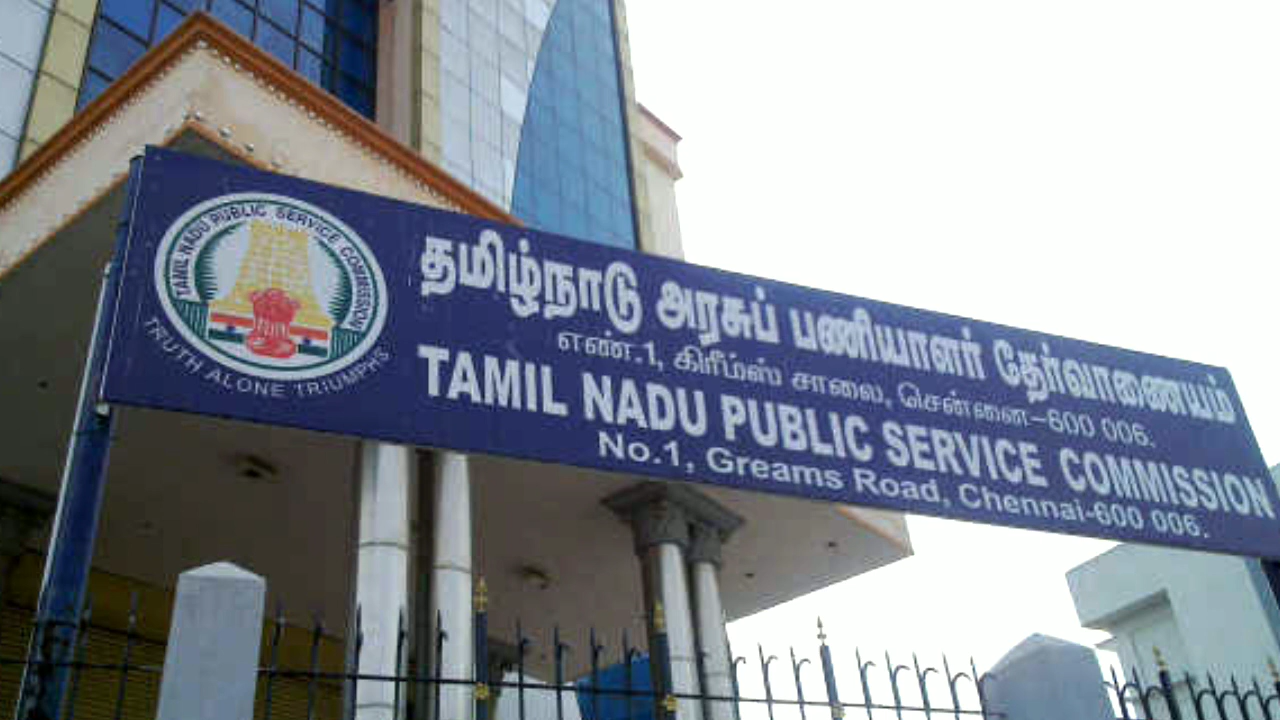 TAMIL NADU PUBLIC SERVICE COMMISSION
TRUTH ALONE TRIUMPHS
தமிழ்நாடு அரசுப் பணியாளர் தேர்வாணையம்
எண்.1, கிரீம்ஸ் சாலை, சென்னை-600 006.
TAMIL NADU PUBLIC SERVICE COMMISSION
No.1, Greams Road, Chennai-600 006.